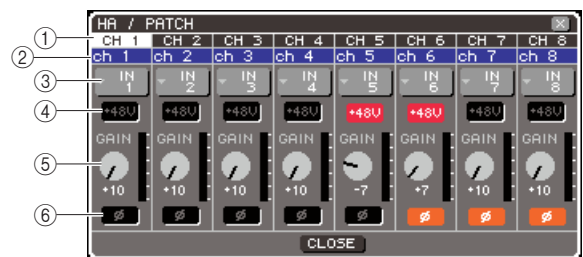 HA / PATCH
① CH 1 CH 2 CH 3 CH 4 CH 5 CH 6 CH 7 CH 8
② ch 1 ch 2 ch 3 ch 4 ch 5 ch 6 ch 7 ch 8
③ IN IN IN IN IN IN IN IN
1 2 3 4 5 6 7 8
④ +48V +48V +48V +48V +48V +48V +48V +48V
GAIN GAIN GAIN GAIN GAIN GAIN GAIN GAIN
⑤
+10 +10 +10 +10 -7 +7 +10 +10
⑥ ø ø ø ø ø ø ø ø
CLOSE